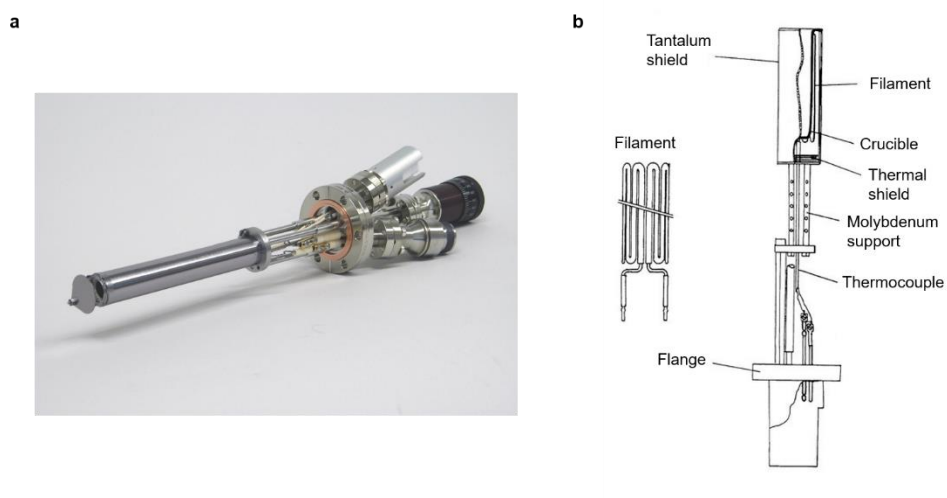 a
b
Tantalum
shield
Filament
Crucible
Filament
Thermal
shield
Molybdenum
support
Thermocouple
Flange